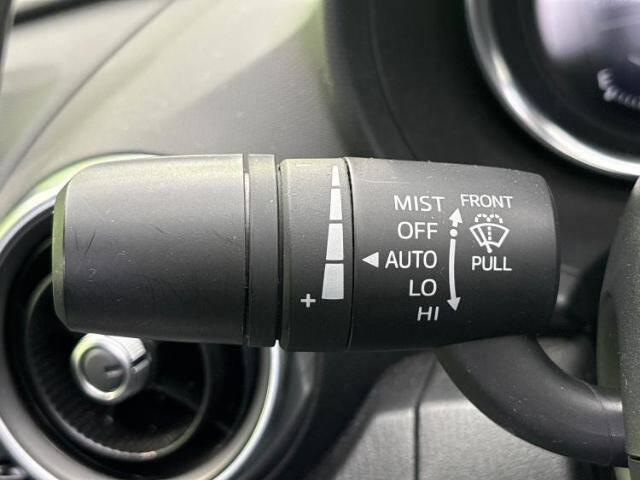 MIST FRONT
OFF
AUTO PULL
LO
HI
- 
+